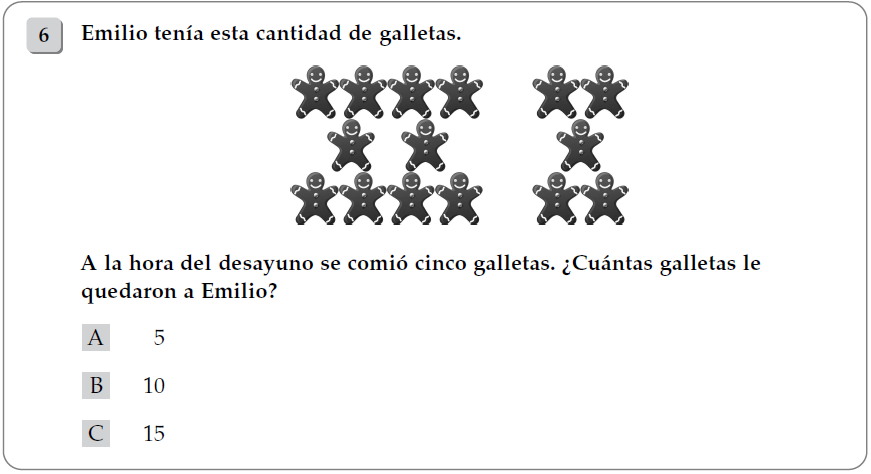 6 Emilio tenía esta cantidad de galletas.
A la hora del desayuno se comió cinco galletas. ¿Cuántas galletas le
quedaron a Emilio?
A 5
B 10
C 15